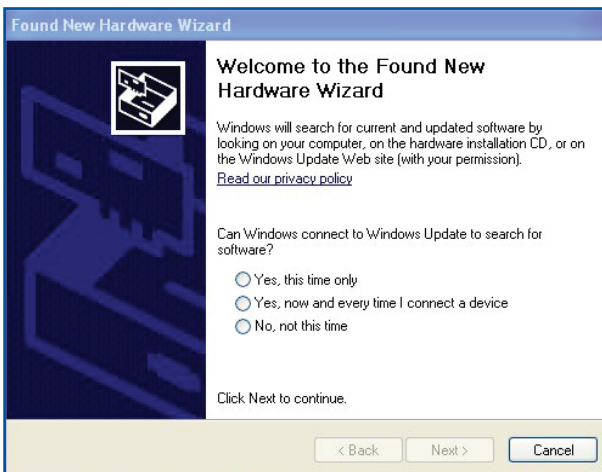 Found New Hardware Wizard
Welcome to the Found New
Hardware Wizard
Windows will search for current and updated software by
looking on your computer, on the hardware installation CD, or on
the Windows Update Web site (with your permission).
Read our privacy policy
Can Windows connect to Windows Update to search for
software?
Yes, this time only
Yes, now and every time I connect a device
No, not this time
Click Next to continue.
< Back
Next >
Cancel